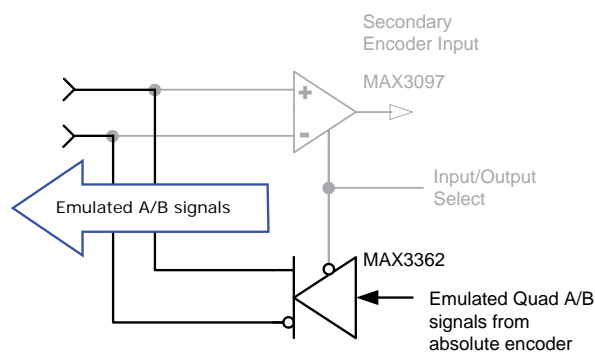 Secondary
Encoder Input
MAX3097
+
-
Input/Output
Select
Emulated A/B signals
MAX3362
Emulated Quad A/B
signals from
absolute encoder